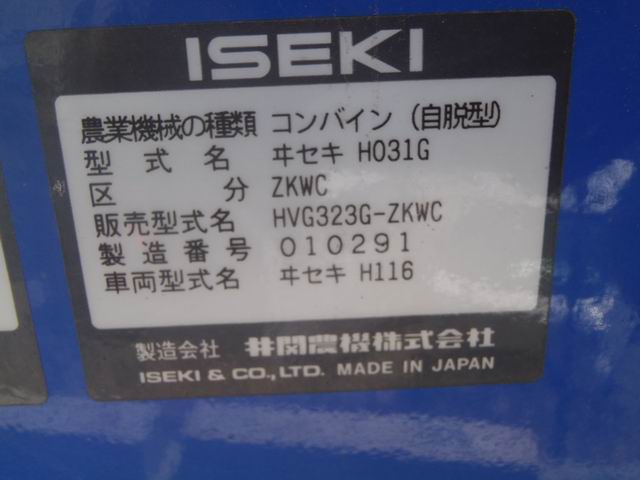 ISEKI
農業機械の種類 コンバイン (自脱型)
型式名 ヰセキ HO31G
区分 ZKWC
販売型式名 HVG323G-ZKWC
製造番号 010291
車両型式名 ヰセキ H116
製造会社 井関農機株式会社
ISEKI & CO.,LTD. MADE IN JAPAN